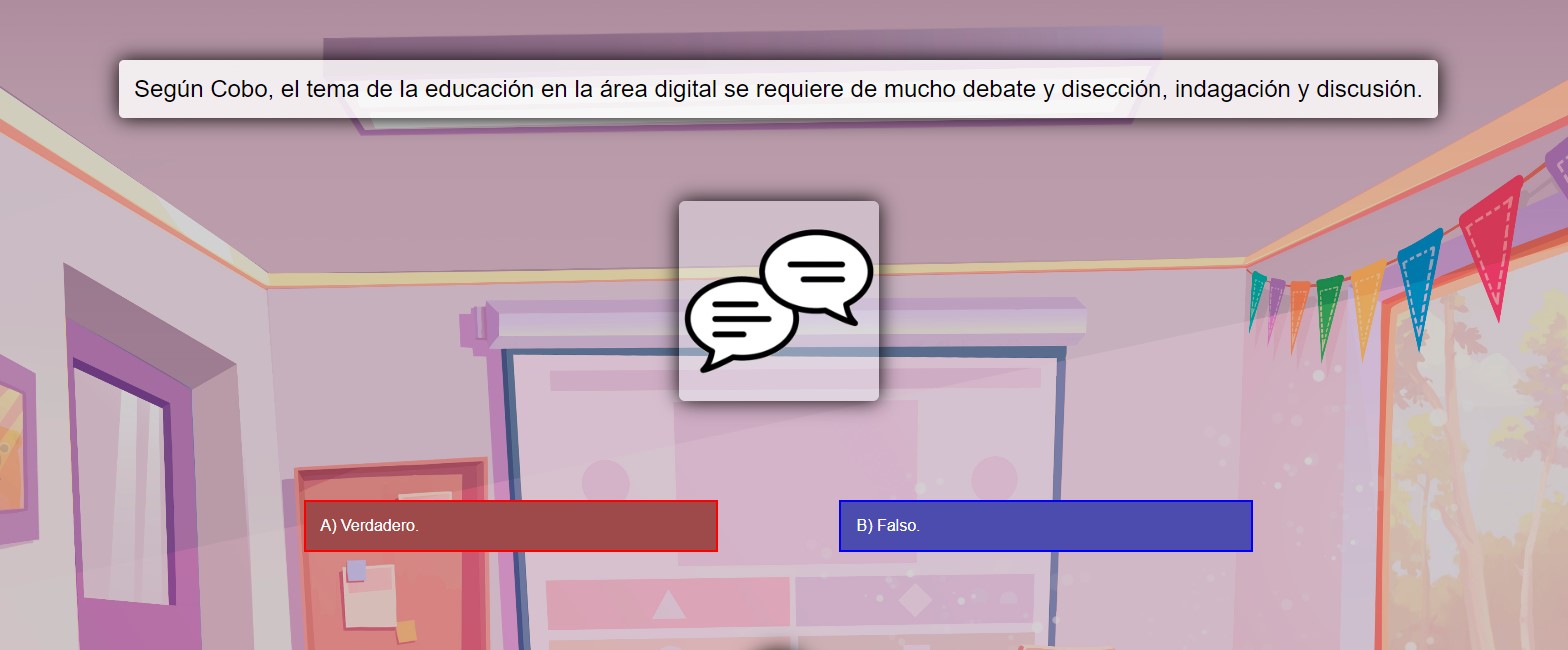 Según Cobo, el tema de la educación en la área digital se requiere de mucho debate y disección, indagación y discusión.
A) Verdadero.
B) Falso.